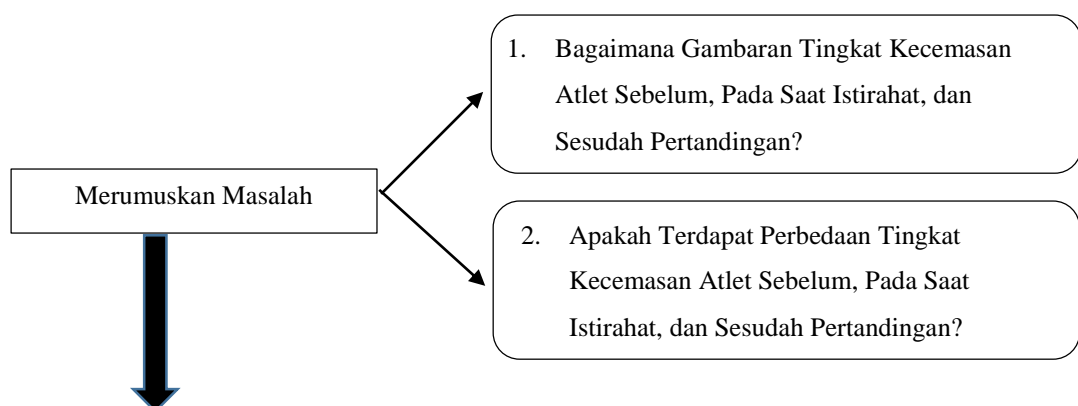 Merumuskan Masalah
1. Bagaimana Gambaran Tingkat Kecemasan
Atlet Sebelum, Pada Saat Istirahat, dan
Sesudah Pertandingan?
2. Apakah Terdapat Perbedaan Tingkat
Kecemasan Atlet Sebelum, Pada Saat
Istirahat, dan Sesudah Pertandingan?